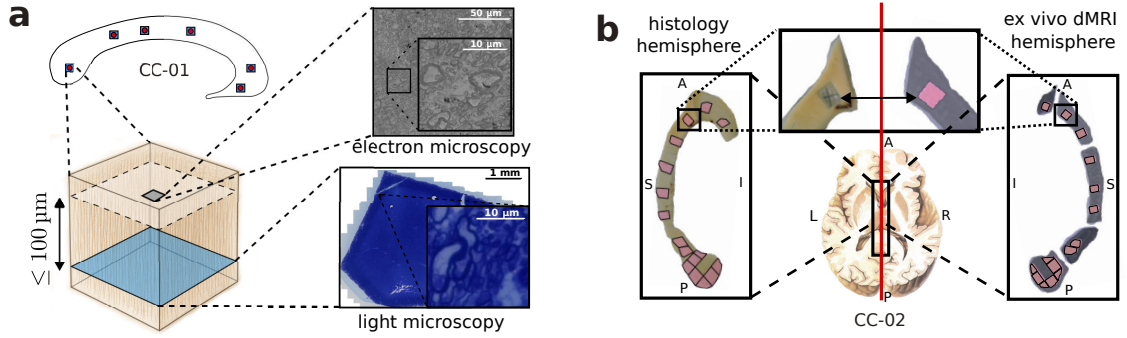 a
CC-01
≤ 100 µm
50 µm
10 µm
electron microscopy
1 mm
10 µm
light microscopy
b
histology
hemisphere
ex vivo dMRI
hemisphere
A
S
I
P
A
L
R
P
CC-02
A
I
S
P